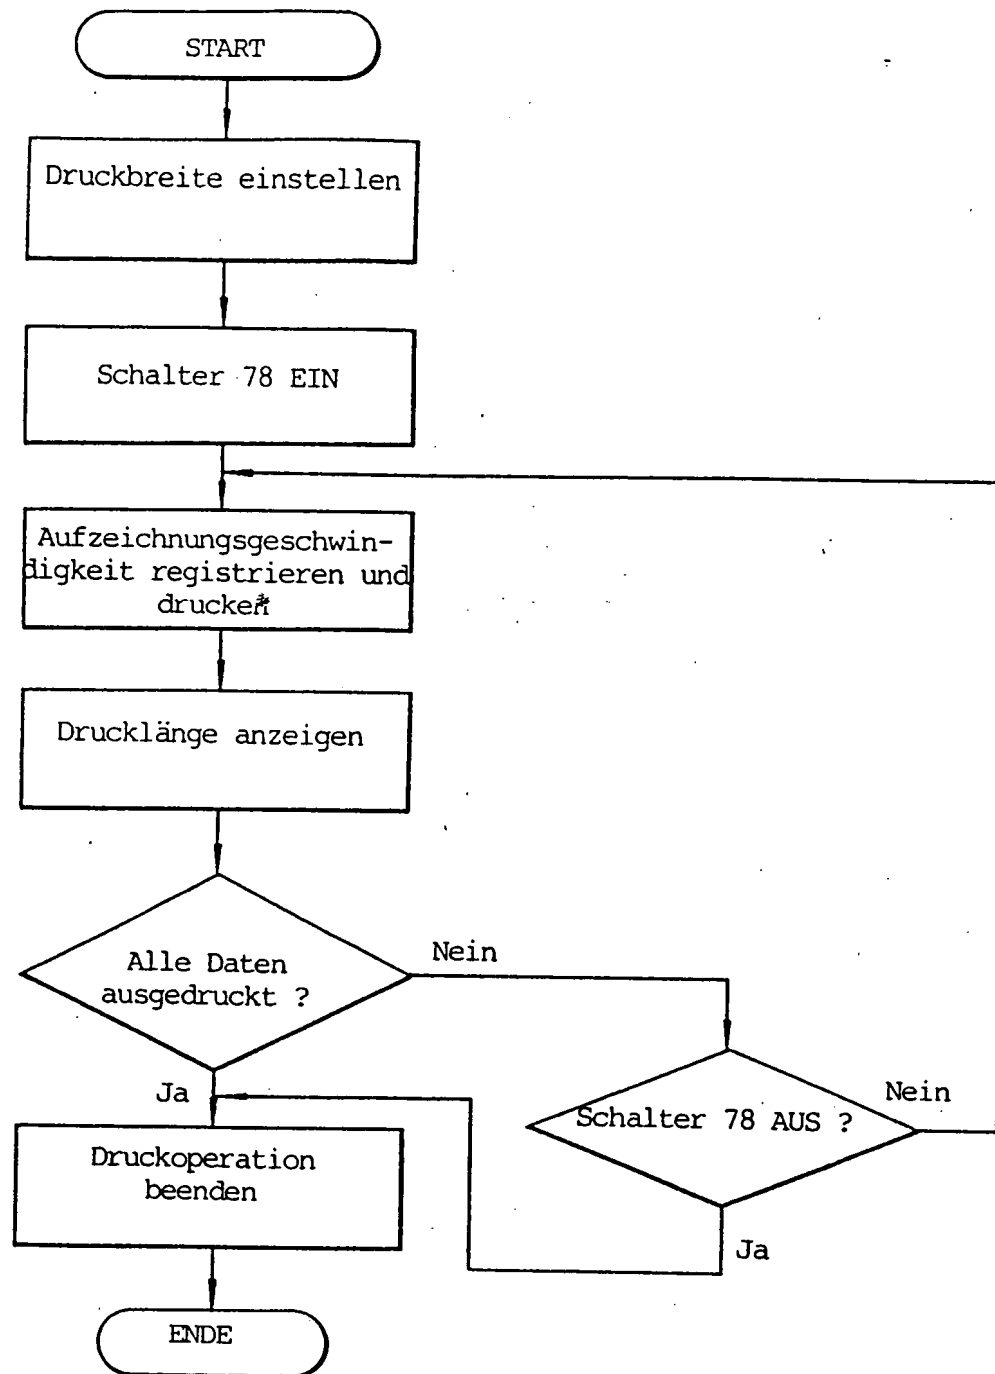 START
Druckbreite einstellen
Schalter 78 EIN
Aufzeichnungsgeschwin-
digkeit registrieren und
drucken
Drucklänge anzeigen
Alle Daten
ausgedruckt ?
Nein
Ja
Schalter 78 AUS ?
Nein
Ja
Druckoperation
beenden
ENDE